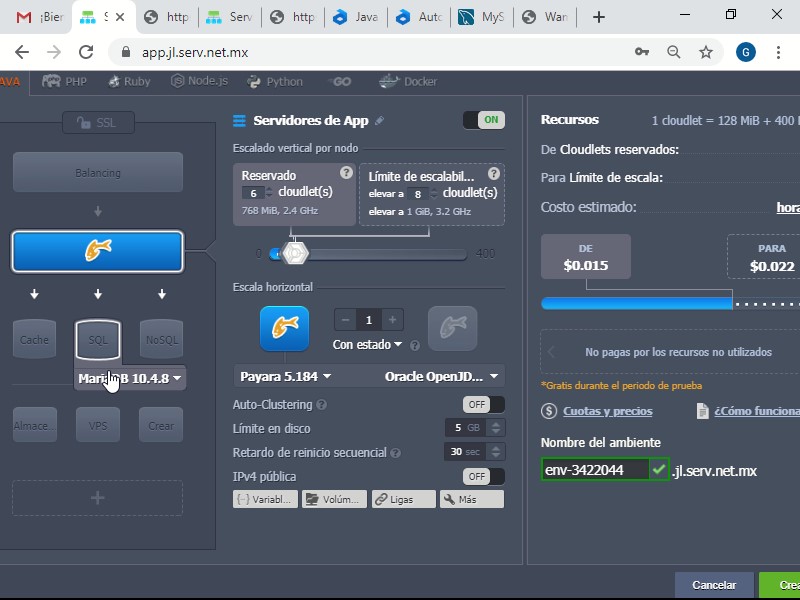 ¡Bien
S
http
Serv
http
Java
Auto
MyS
Wan
app.jl.serv.net.mx
G
AVA
PHP
Ruby
Node.js
Python
GO
Docker
SSL
Balancing
Cache
SQL
NoSQL
10.4.8
Almace...
VPS
Crear
Servidores de App
ON
Escalado vertical por nodo
Reservado
6 cloudlet(s)
768 MiB, 2.4 GHz
Límite de escalabil...
elevar a 8 cloudlet(s)
elevar a 1 GiB, 3.2 GHz
0
400
Escala horizontal
1
Con estado
Payara 5.184
Oracle OpenJD...
Auto-Clustering
OFF
Límite en disco
5 GB
Retardo de reinicio secuencial
30 sec
IPv4 pública
OFF
Variabl...
Volúm...
Ligas
Más
Recursos
1 cloudlet = 128 MiB + 400
De Cloudlets reservados:
Para Límite de escala:
Costo estimado:
hora
DE
$0.015
PARA
$0.022
No pagas por los recursos no utilizados
*Gratis durante el periodo de prueba
Cuotas y precios
¿Cómo funciona
Nombre del ambiente
env-3422044 .jl.serv.net.mx
Cancelar
Crea